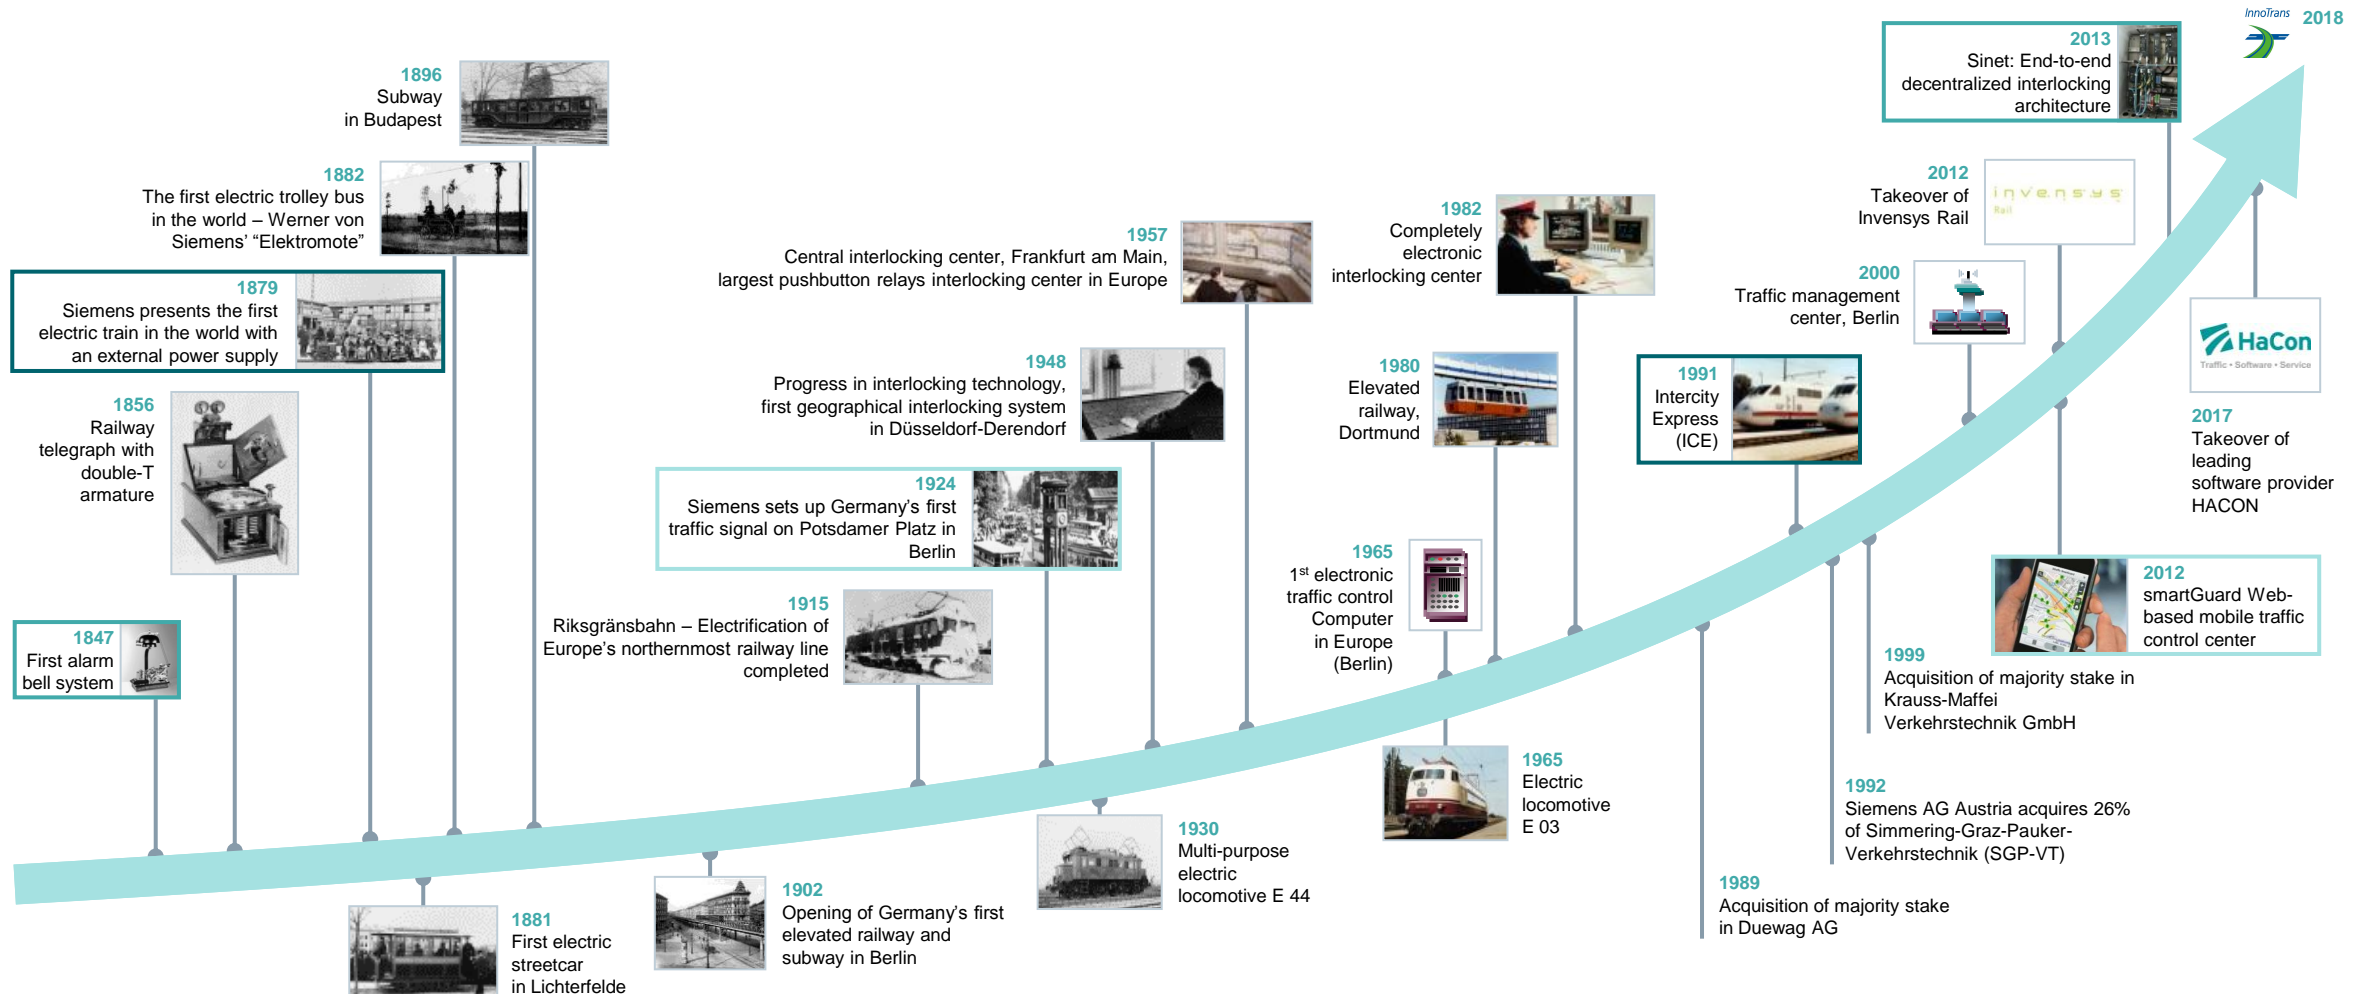 InnoTrans
2018
2013
Sinet: End-to-end
decentralized interlocking
architecture
1896
Subway
in Budapest
1882
The first electric trolley bus
in the world – Werner von
Siemens’ “Elektromote”
1879
Siemens presents the first
electric train in the world with
an external power supply
1856
Railway
telegraph with
double-T
armature
1847
First alarm
bell system
1881
First electric
streetcar
in Lichterfelde
1902
Opening of Germany’s first
elevated railway and
subway in Berlin
1915
Riksgränsbahn – Electrification of
Europe’s northernmost railway line
completed
1924
Siemens sets up Germany’s first
traffic signal on Potsdamer Platz in
Berlin
1930
Multi-purpose
electric
locomotive E 44
1948
Progress in interlocking technology,
first geographical interlocking system
in Düsseldorf-Derendorf
1957
Central interlocking center, Frankfurt am Main,
largest pushbutton relays interlocking center in Europe
1965
1st electronic
traffic control
Computer
in Europe
(Berlin)
1965
Electric
locomotive
E 03
1980
Elevated
railway,
Dortmund
1982
Completely
electronic
interlocking center
1989
Acquisition of majority stake
in Duewag AG
1991
Intercity
Express
(ICE)
1992
Siemens AG Austria acquires 26%
of Simmering-Graz-Pauker-
Verkehrstechnik (SGP-VT)
1999
Acquisition of majority stake in
Krauss-Maffei
Verkehrstechnik GmbH
2000
Traffic management
center, Berlin
2012
Takeover of
Invensys Rail
invensys
Rail
2012
smartGuard Web-
based mobile traffic
control center
HaCon
Traffic • Software • Service
2017
Takeover of
leading
software provider
HACON